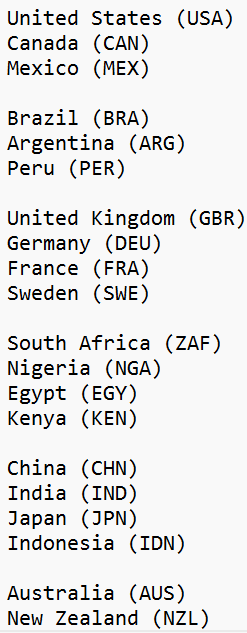 United States (USA)
Canada (CAN)
Mexico (MEX)

Brazil (BRA)
Argentina (ARG)
Peru (PER)

United Kingdom (GBR)
Germany (DEU)
France (FRA)
Sweden (SWE)

South Africa (ZAF)
Nigeria (NGA)
Egypt (EGY)
Kenya (KEN)

China (CHN)
India (IND)
Japan (JPN)
Indonesia (IDN)

Australia (AUS)
New Zealand (NZL)